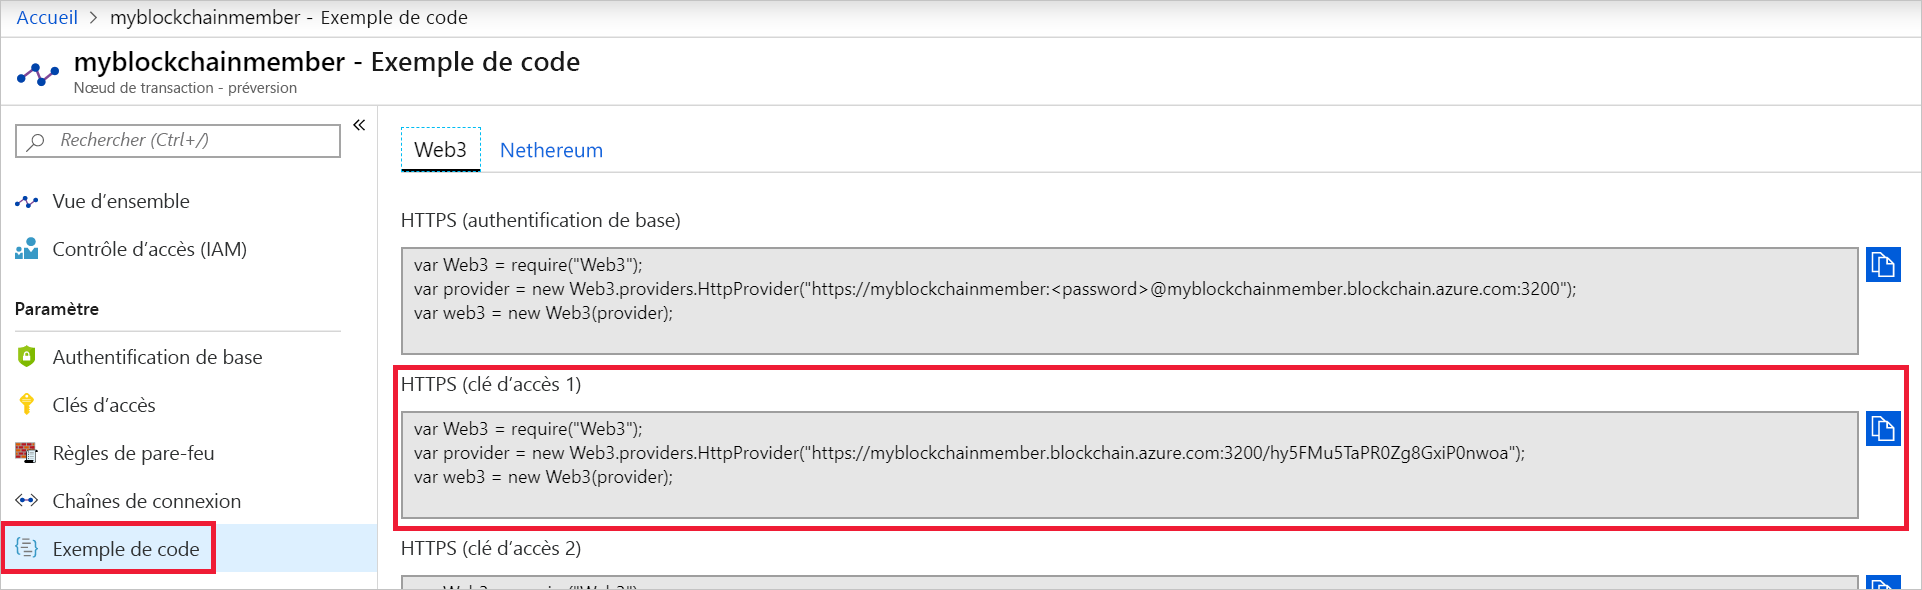 Accueil > myblockchainmember - Exemple de code
myblockchainmember - Exemple de code
Nœud de transaction - préversion
Rechercher (Ctrl+/)
Vue d’ensemble
Contrôle d’accès (IAM)
Paramètre
Authentification de base
Clés d’accès
Règles de pare-feu
Chaînes de connexion
Exemple de code
Web3 Nethereum
HTTPS (authentification de base)
var Web3 = require("Web3");
var provider = new Web3.providers.HttpProvider("https://myblockchainmember:<password>@myblockchainmember.blockchain.azure.com:3200");
var web3 = new Web3(provider);
HTTPS (clé d’accès 1)
var Web3 = require("Web3");
var provider = new Web3.providers.HttpProvider("https://myblockchainmember.blockchain.azure.com:3200/hy5FMu5TaPR0Zg8GxiP0nwoa");
var web3 = new Web3(provider);
HTTPS (clé d’accès 2)